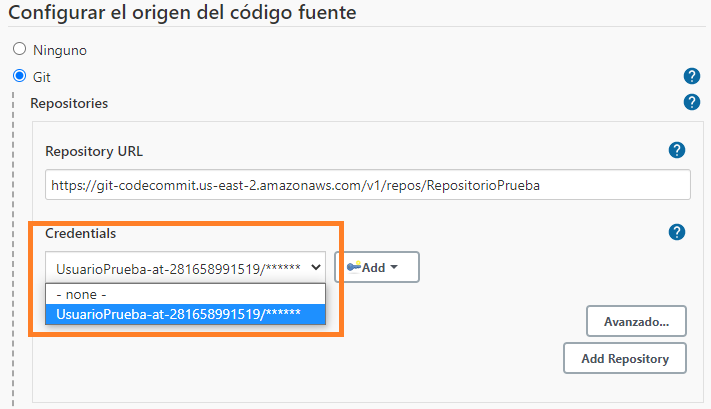 Configurar el origen del código fuente
Ninguno
Git
?
Repositories
?
Repository URL
?
https://git-codecommit.us-east-2.amazonaws.com/v1/repos/RepositorioPrueba
Credentials
?
UsuarioPrueba-at-281658991519/******
Add
- none -
UsuarioPrueba-at-281658991519/******
Avanzado...
Add Repository